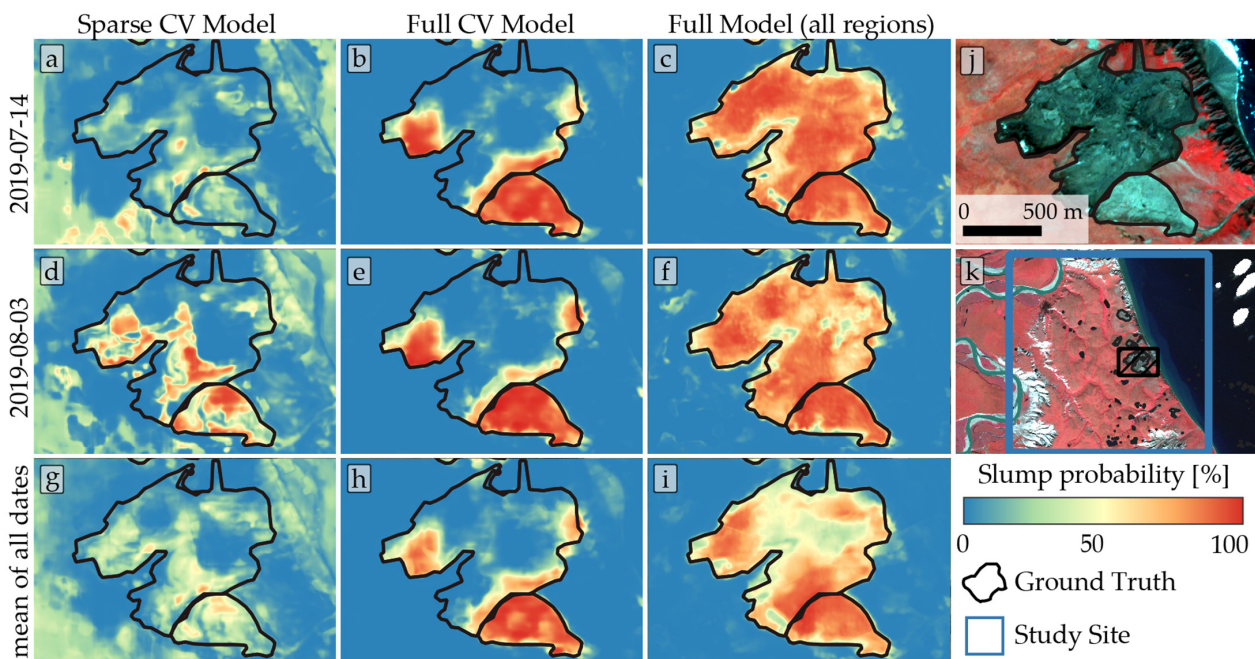 Sparse CV Model
Full CV Model
Full Model (all regions)
2019-07-14
a
b
c
j
0 500 m
2019-08-03
d
e
f
k
mean of all dates
g
h
i
Slump probability [%]
0 50 100
Ground Truth
Study Site